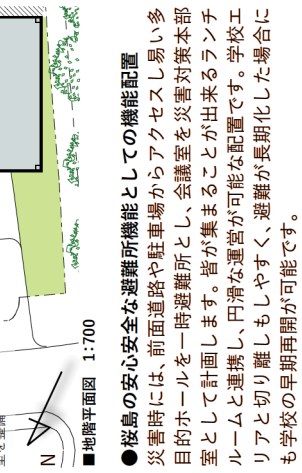 N
■地階平面図 1:700
●桜島の安心安全な避難所機能としての機能配置
災害時には、前面道路や駐車場からアクセスし易い多
目的ホールを一時避難所とし、会議室を災害対策本部
室として計画します。皆が集まることが出来るランチ
ルームと連携し、円滑な運営が可能な配置です。学校エ
リアと切り離しもしやすく、避難が長期化した場合に
も学校の早期再開が可能です。